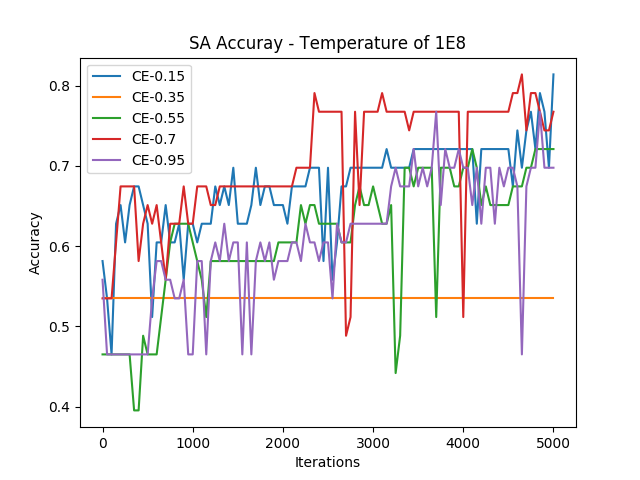 SA Accuray - Temperature of 1E8
CE-0.15
CE-0.35
CE-0.55
CE-0.7
CE-0.95
Accuracy
0.8
0.7
0.6
0.5
0.4
0 1000 2000 3000 4000 5000
Iterations